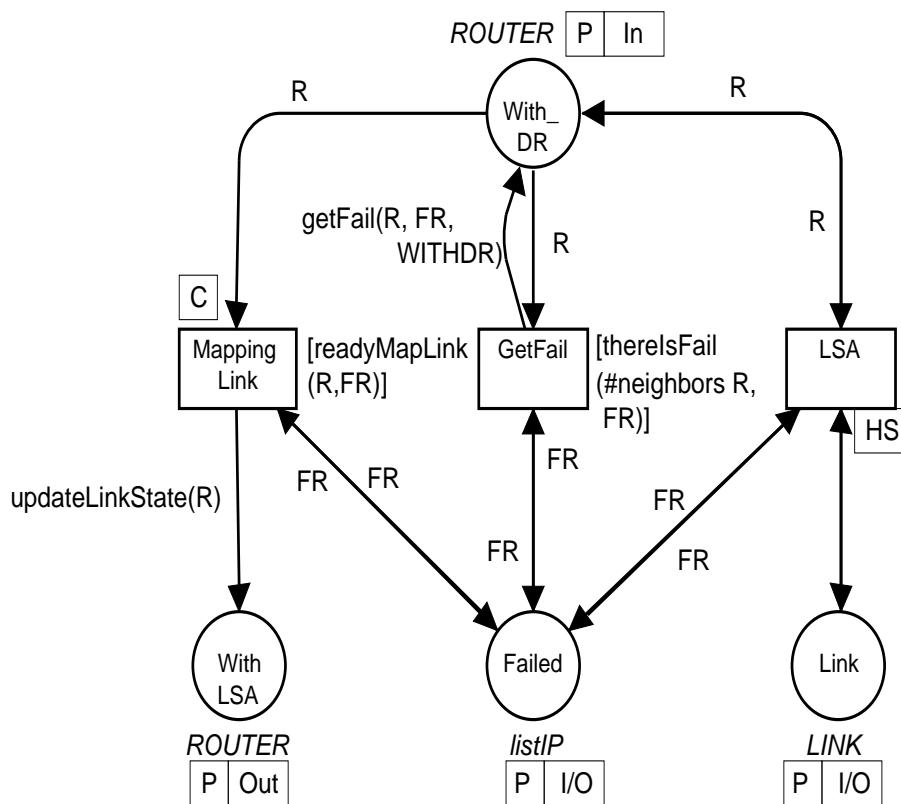 ROUTER P In
R
R
With_
DR
getFail(R, FR,
WITHDR)
R
R
C
Mapping
Link
[readyMapLink
(R,FR)]
GetFail
[thereIsFail
(#neighbors R,
FR)]
LSA
HS
FR
FR
FR
FR
FR
FR
updateLinkState(R)
With
LSA
Failed
Link
ROUTER
P Out
listIP
P I/O
LINK
P I/O